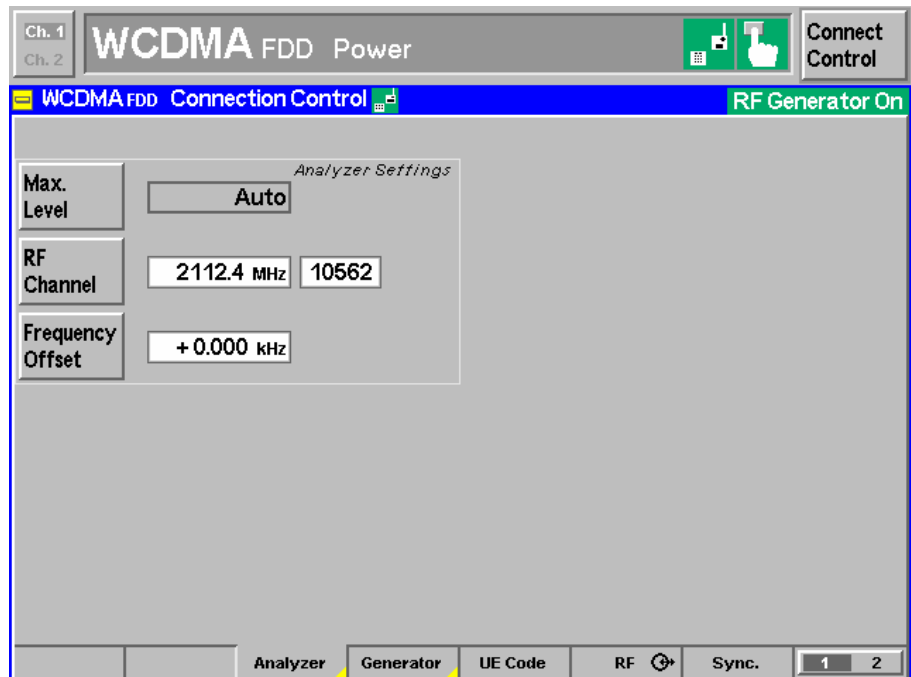 Ch. 1
Ch. 2
WCDMA FDD Power
Connect
Control
WCDMA FDD Connection Control
RF Generator On
Analyzer Settings
Max.
Level
Auto
RF
Channel
2112.4 MHz 10562
Frequency
Offset
+ 0.000 kHz
Analyzer Generator UE Code RF Sync. 1 2